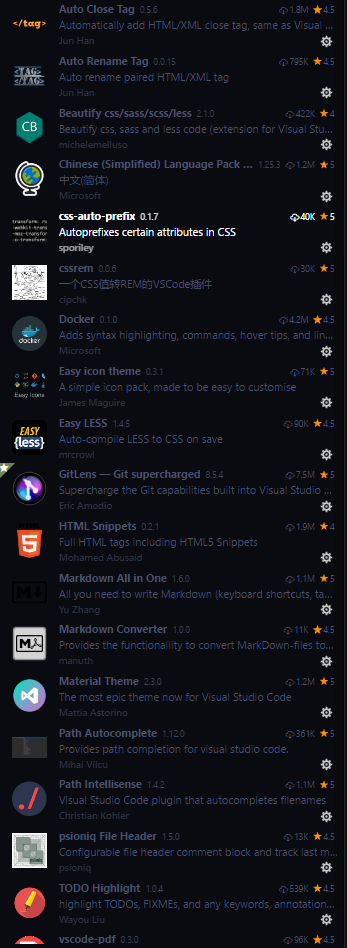 </tag>
Auto Close Tag 0.5.6 1.8M 4.5
Automatically add HTML/XML close tag, same as Visual ...
Jun Han
<TAG>
</TAG>
Auto Rename Tag 0.0.15 795K 4.5
Auto rename paired HTML/XML tag
Jun Han
CB
Beautify css/sass/scss/less 2.1.0 422K 4
Beautify css, sass and less code (extension for Visual Stu...
michelemelluso
Chinese (Simplified) Language Pack ... 1.25.3 1.2M 5
中文(简体)
Microsoft
css-auto-prefix 0.1.7 40K 5
Autoprefixes certain attributes in CSS
sporiley
cssrem 0.0.6 30K 5
一个CSS值转REM的VSCode插件
cipchk
docker
Docker 0.1.0 4.2M 4.5
Adds syntax highlighting, commands, hover tips, and lin...
Microsoft
Easy Icons
Easy icon theme 0.3.1 71K 5
A simple icon pack, made to be easy to customise
James Maguire
EASY
{less}
Easy LESS 1.4.5 90K 4.5
Auto-compile LESS to CSS on save
mrcrowl
GitLens — Git supercharged 8.5.4 7.5M 5
Supercharge the Git capabilities built into Visual Studio ...
Eric Amodio
HTML
5
HTML Snippets 0.2.1 1.9M 4
Full HTML tags including HTML5 Snippets
Mohamed Abusaid
M
Markdown All in One 1.6.0 1.1M 5
All you need to write Markdown (keyboard shortcuts, ta...
Yu Zhang
M
Markdown Converter 1.0.0 11K 4.5
Provides the functionallity to convert MarkDown-files to...
manuth
Material Theme 2.3.0 1.2M 5
The most epic theme now for Visual Studio Code
Mattia Astorino
Path Autocomplete 1.12.0 361K 5
Provides path completion for visual studio code.
Mihai Vilcu
./
Path Intellisense 1.4.2 1.1M 5
Visual Studio Code plugin that autocompletes filenames
Christian Kohler
psioniq File Header 1.5.0 13K 4.5
Configurable file header comment block and track last m...
psioniq
TODO Highlight 1.0.4 539K 4.5
highlight TODOs, FIXMEs, and any keywords, annotation...
Wayou Liu
vscode-pdf 0.3.0 96K 4.5